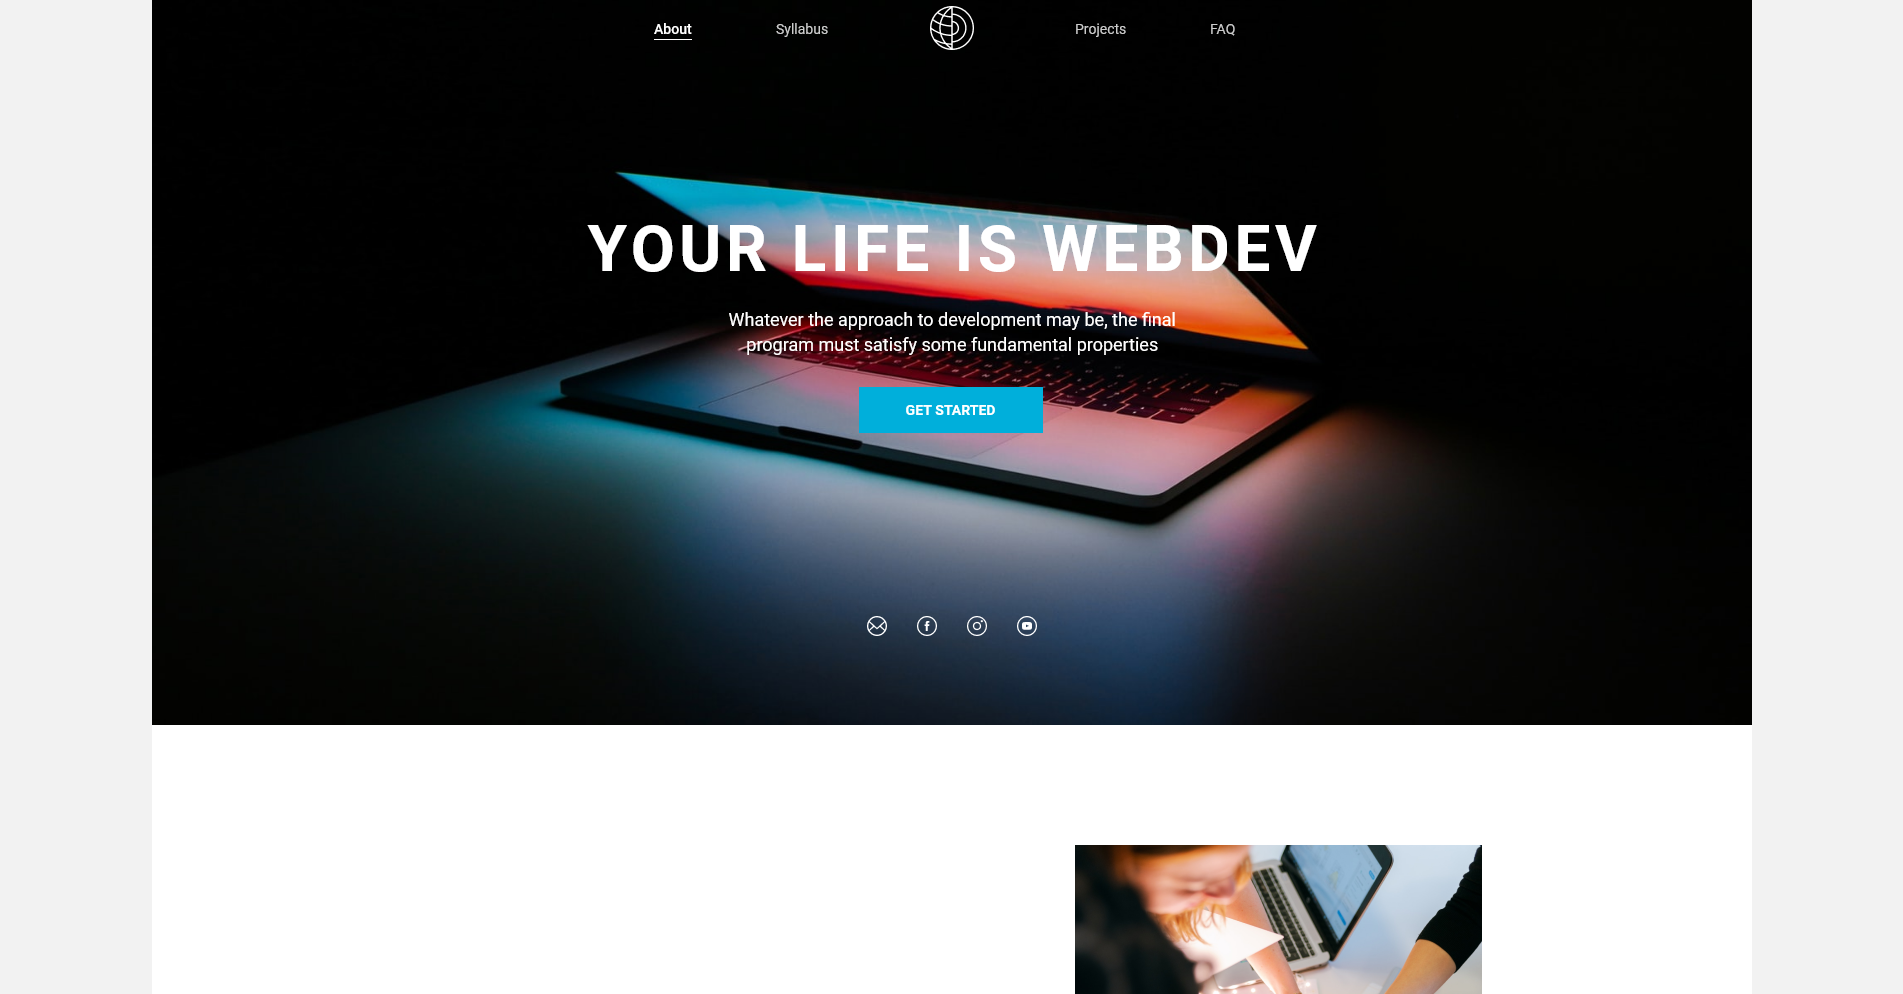 About
Syllabus
Projects
FAQ
YOUR LIFE IS WEBDEV
Whatever the approach to development may be, the final
program must satisfy some fundamental properties
GET STARTED